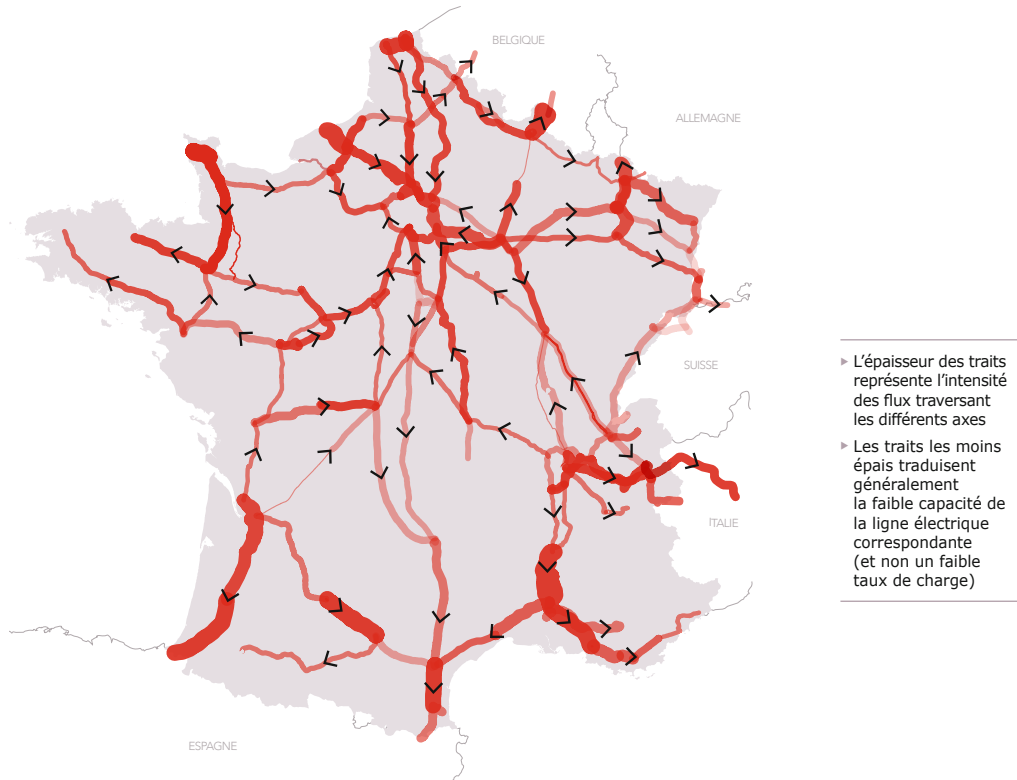 BELGIQUE
ALLEMAGNE
SUISSE
ITALIE
ESPAGNE
L'épaisseur des traits
représente l'intensité
des flux traversant
les différents axes
Les traits les moins
épais traduisent
généralement
la faible capacité de
la ligne électrique
correspondante
(et non un faible
taux de charge)